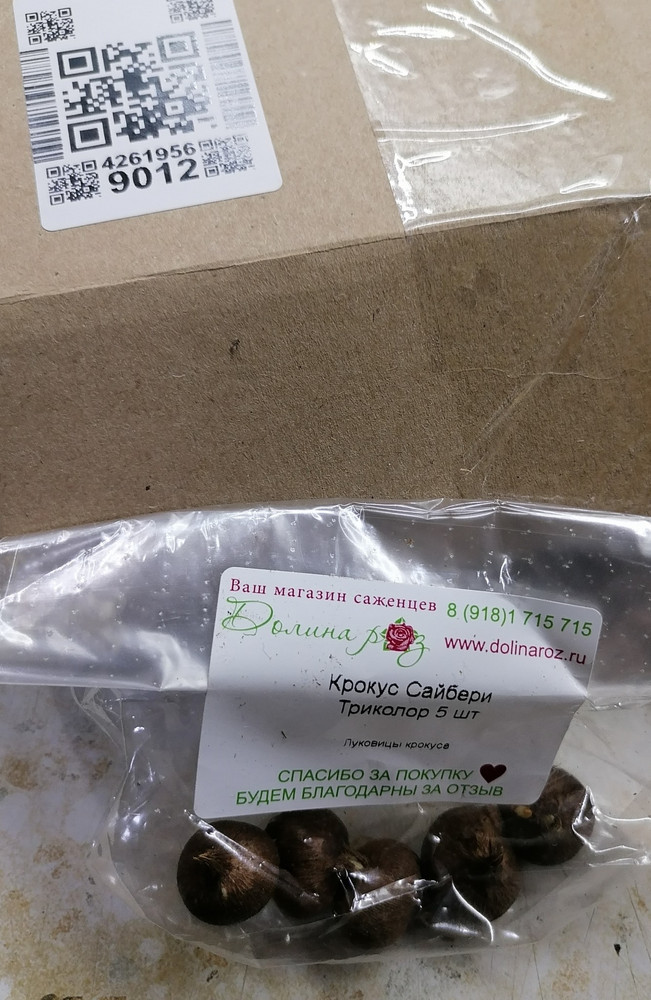 4261956
9012
Ваш магазин саженцев 8 (918)1 715 715
Долина роз www.dolinaroz.ru
Крокус Сайбери
Триколор 5 шт
Луковицы крокуса
СПАСИБО ЗА ПОКУПКУ
БУДЕМ БЛАГОДАРНЫ ЗА ОТЗЫВ